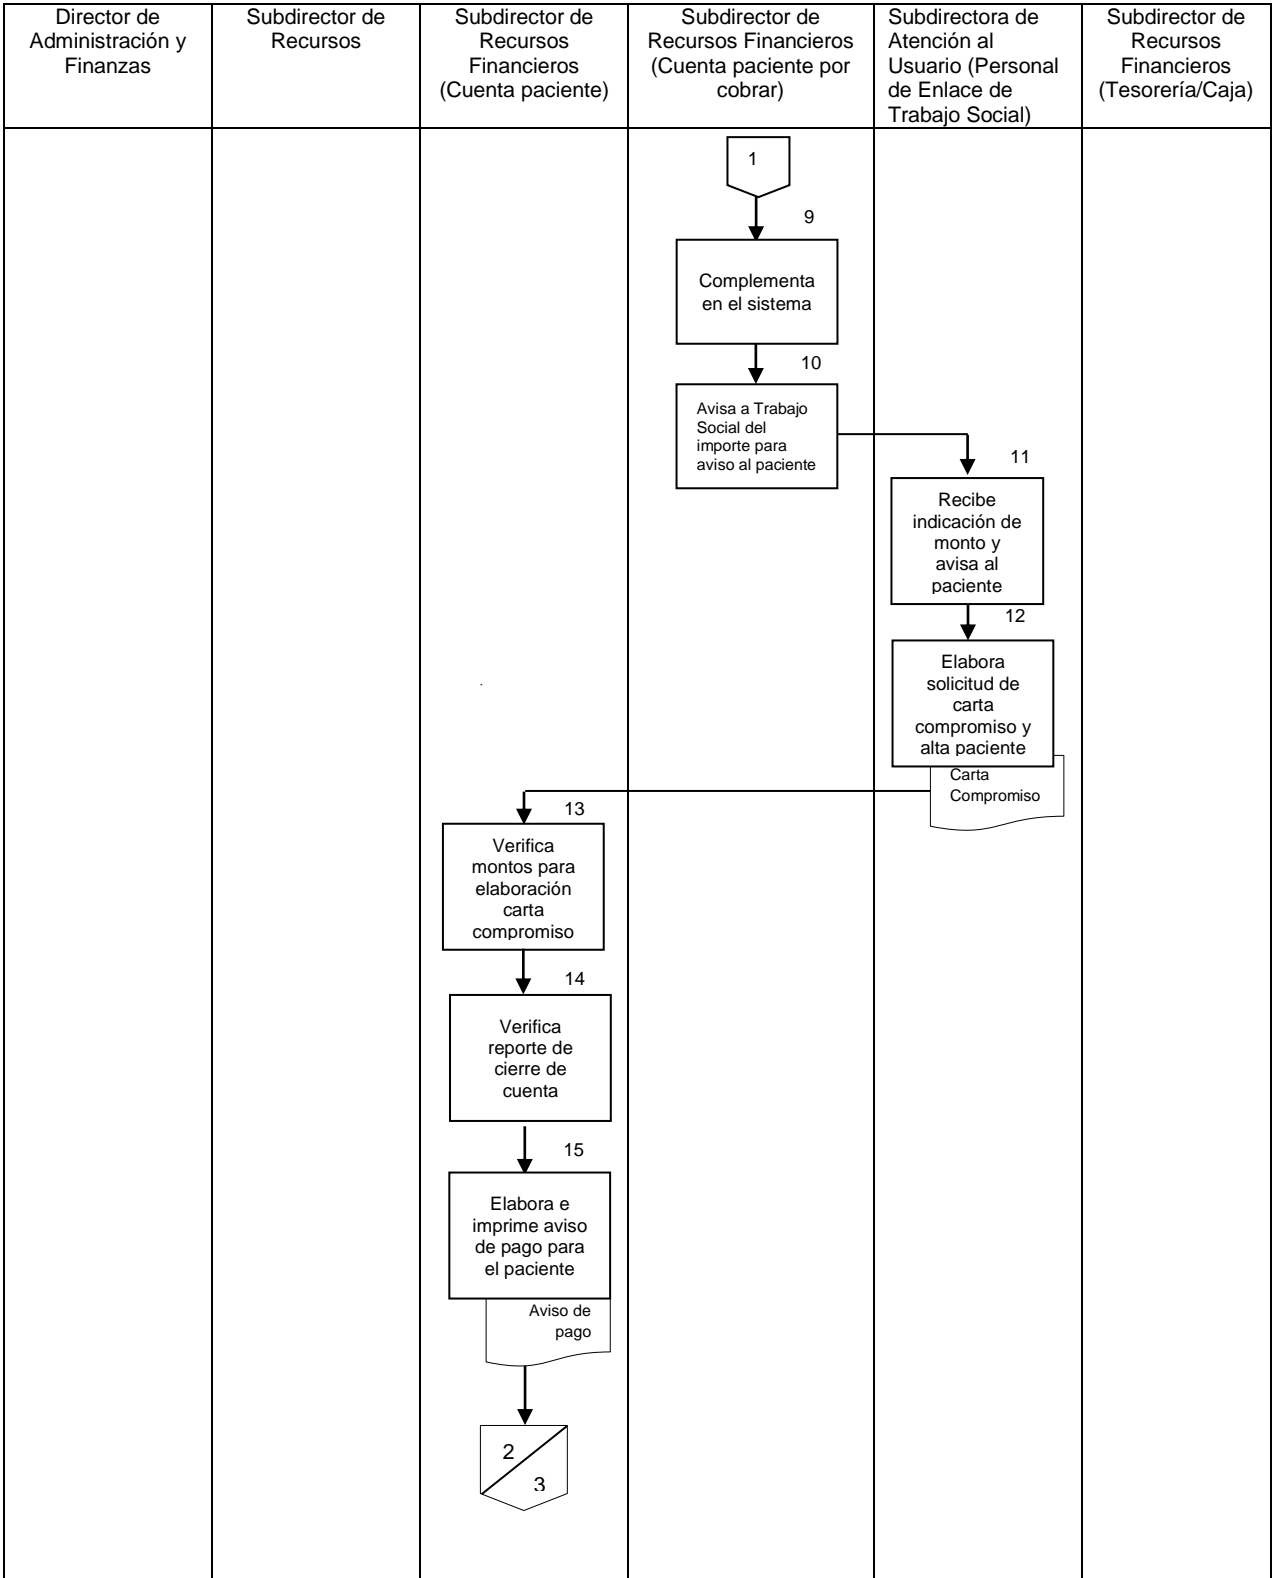 Director de
Administración y
Finanzas
Subdirector de
Recursos
Subdirector de
Recursos
Financieros
(Cuenta paciente)
Subdirector de
Recursos Financieros
(Cuenta paciente por
cobrar)
Subdirectora de
Atención al
Usuario (Personal
de Enlace de
Trabajo Social)
Subdirector de
Recursos
Financieros
(Tesorería/Caja)
1
9
Complementa
en el sistema
10
Avisa a Trabajo
Social del
importe para
aviso al paciente
11
Recibe
indicación de
monto y
avisa al
paciente
12
Elabora
solicitud de
carta
compromiso y
alta paciente
Carta
Compromiso
13
Verifica
montos para
elaboración
carta
compromiso
14
Verifica
reporte de
cierre de
cuenta
15
Elabora e
imprime aviso
de pago para
el paciente
Aviso de
pago
2
3